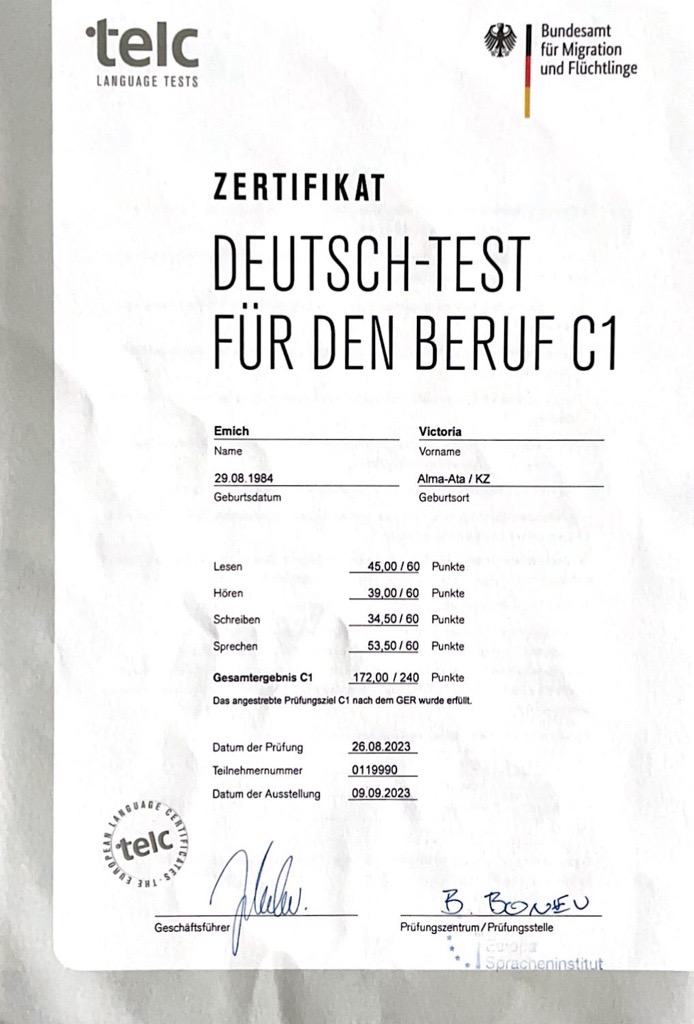 telc
LANGUAGE TESTS
Bundesamt
für Migration
und Flüchtlinge
ZERTIFIKAT
DEUTSCH-TEST
FÜR DEN BERUF C1
Emich Victoria
Name Vorname
29.08.1984 Alma-Ata / KZ
Geburtsdatum Geburtsort
Lesen 45,00 / 60 Punkte
Hören 39,00 / 60 Punkte
Schreiben 34,50 / 60 Punkte
Sprechen 53,50 / 60 Punkte
Gesamtergebnis C1 172,00 / 240 Punkte
Das angestrebte Prüfungsziel C1 nach dem GER wurde erfüllt.
Datum der Prüfung 26.08.2023
Teilnehmernummer 0119990
Datum der Ausstellung 09.09.2023
THE EUROPEAN LANGUAGE CERTIFICATES
telc
B. BONEV
Geschäftsführer Prüfungszentrum / Prüfungsstelle
Europa
Spracheninstitut